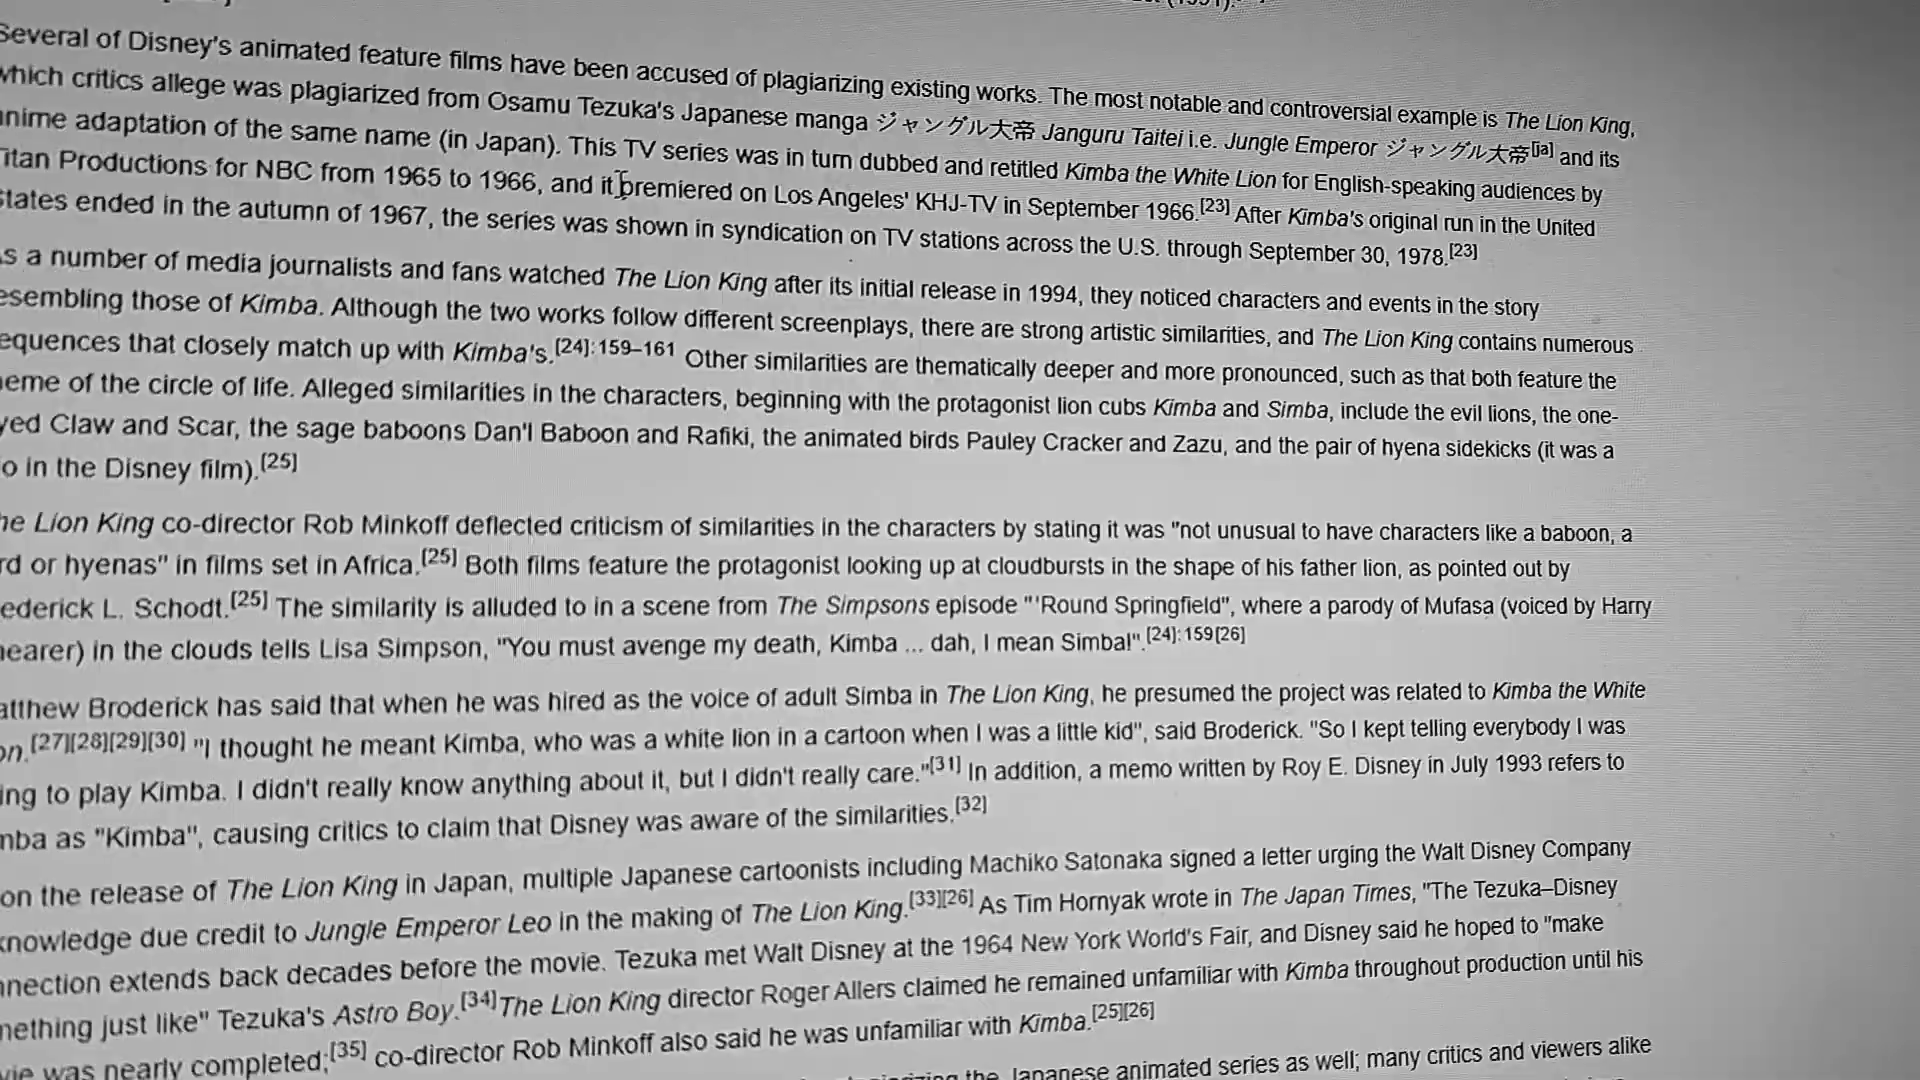 Several of Disney's animated feature films have been accused of plagiarizing existing works. The most notable and controversial example is The Lion King,
which critics allege was plagiarized from Osamu Tezuka's Japanese manga ジャングル大帝 Janguru Taitei i.e. Jungle Emperor ジャングル大帝[ja] and its
anime adaptation of the same name (in Japan). This TV series was in turn dubbed and retitled Kimba the White Lion for English-speaking audiences by
Titan Productions for NBC from 1965 to 1966, and it premiered on Los Angeles' KHJ-TV in September 1966.[23] After Kimba's original run in the United
States ended in the autumn of 1967, the series was shown in syndication on TV stations across the U.S. through September 30, 1978.[23]
As a number of media journalists and fans watched The Lion King after its initial release in 1994, they noticed characters and events in the story
esembling those of Kimba. Although the two works follow different screenplays, there are strong artistic similarities, and The Lion King contains numerous
equences that closely match up with Kimba's.[24]:159–161 Other similarities are thematically deeper and more pronounced, such as that both feature the
eme of the circle of life. Alleged similarities in the characters, beginning with the protagonist lion cubs Kimba and Simba, include the evil lions, the one-
yed Claw and Scar, the sage baboons Dan'l Baboon and Rafiki, the animated birds Pauley Cracker and Zazu, and the pair of hyena sidekicks (it was a
o in the Disney film).[25]
he Lion King co-director Rob Minkoff deflected criticism of similarities in the characters by stating it was "not unusual to have characters like a baboon, a
rd or hyenas" in films set in Africa.[25] Both films feature the protagonist looking up at cloudbursts in the shape of his father lion, as pointed out by
ederick L. Schodt.[25] The similarity is alluded to in a scene from The Simpsons episode "'Round Springfield", where a parody of Mufasa (voiced by Harry
hearer) in the clouds tells Lisa Simpson, "You must avenge my death, Kimba ... dah, I mean Simba!".[24]:159[26]
atthew Broderick has said that when he was hired as the voice of adult Simba in The Lion King, he presumed the project was related to Kimba the White
on.[27][28][29][30] "I thought he meant Kimba, who was a white lion in a cartoon when I was a little kid", said Broderick. "So I kept telling everybody I was
ing to play Kimba. I didn't really know anything about it, but I didn't really care."[31] In addition, a memo written by Roy E. Disney in July 1993 refers to
mba as "Kimba", causing critics to claim that Disney was aware of the similarities.[32]
on the release of The Lion King in Japan, multiple Japanese cartoonists including Machiko Satonaka signed a letter urging the Walt Disney Company
knowledge due credit to Jungle Emperor Leo in the making of The Lion King.[33][26] As Tim Hornyak wrote in The Japan Times, "The Tezuka–Disney
nnection extends back decades before the movie. Tezuka met Walt Disney at the 1964 New York World's Fair, and Disney said he hoped to "make
mething just like" Tezuka's Astro Boy.[34]The Lion King director Roger Allers claimed he remained unfamiliar with Kimba throughout production until his
vie was nearly completed;[35] co-director Rob Minkoff also said he was unfamiliar with Kimba.[25][26]
the Japanese animated series as well; many critics and viewers alike